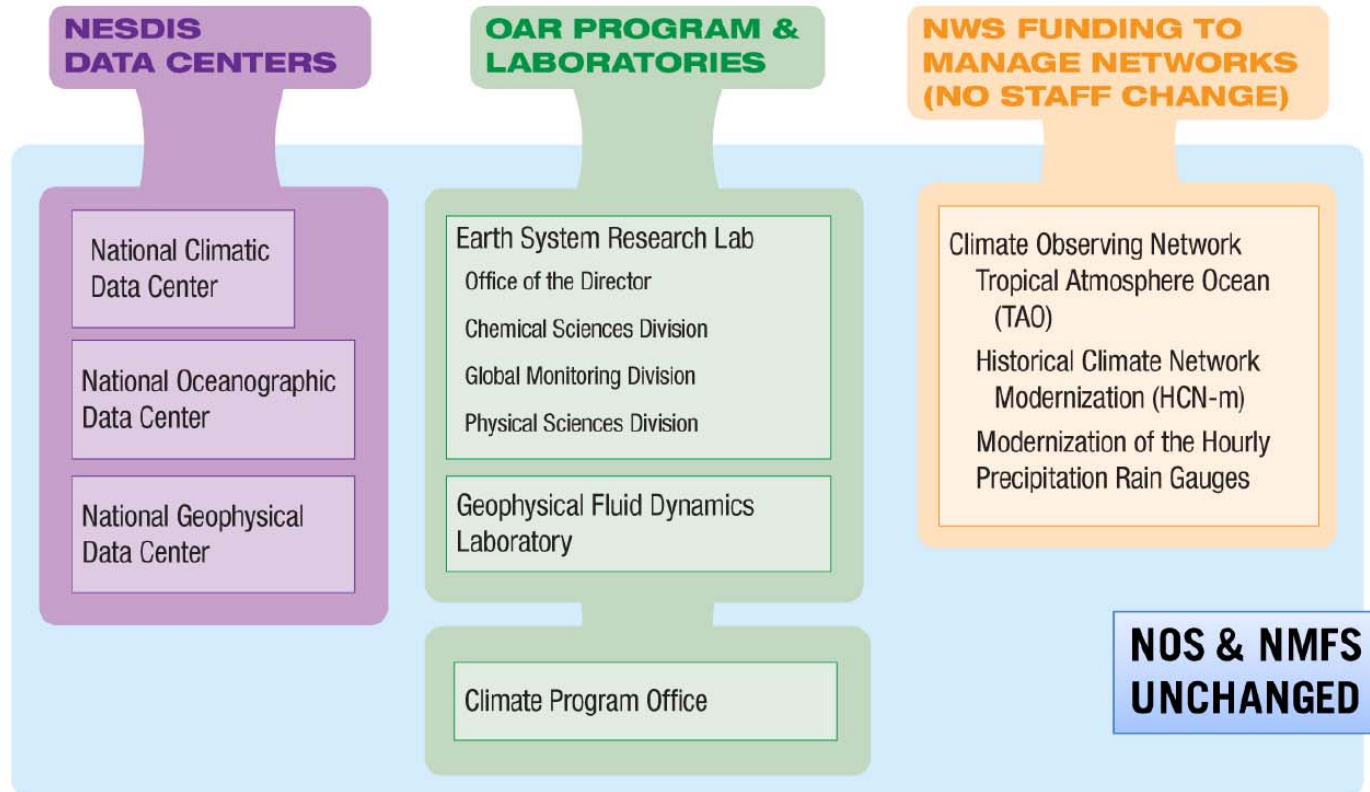 NESDIS
DATA CENTERS
National Climatic
Data Center
National Oceanographic
Data Center
National Geophysical
Data Center
OAR PROGRAM &
LABORATORIES
Earth System Research Lab
Office of the Director
Chemical Sciences Division
Global Monitoring Division
Physical Sciences Division
Geophysical Fluid Dynamics
Laboratory
Climate Program Office
NWS FUNDING TO
MANAGE NETWORKS
(NO STAFF CHANGE)
Climate Observing Network
Tropical Atmosphere Ocean
(TAO)
Historical Climate Network
Modernization (HCN-m)
Modernization of the Hourly
Precipitation Rain Gauges
NOS & NMFS
UNCHANGED